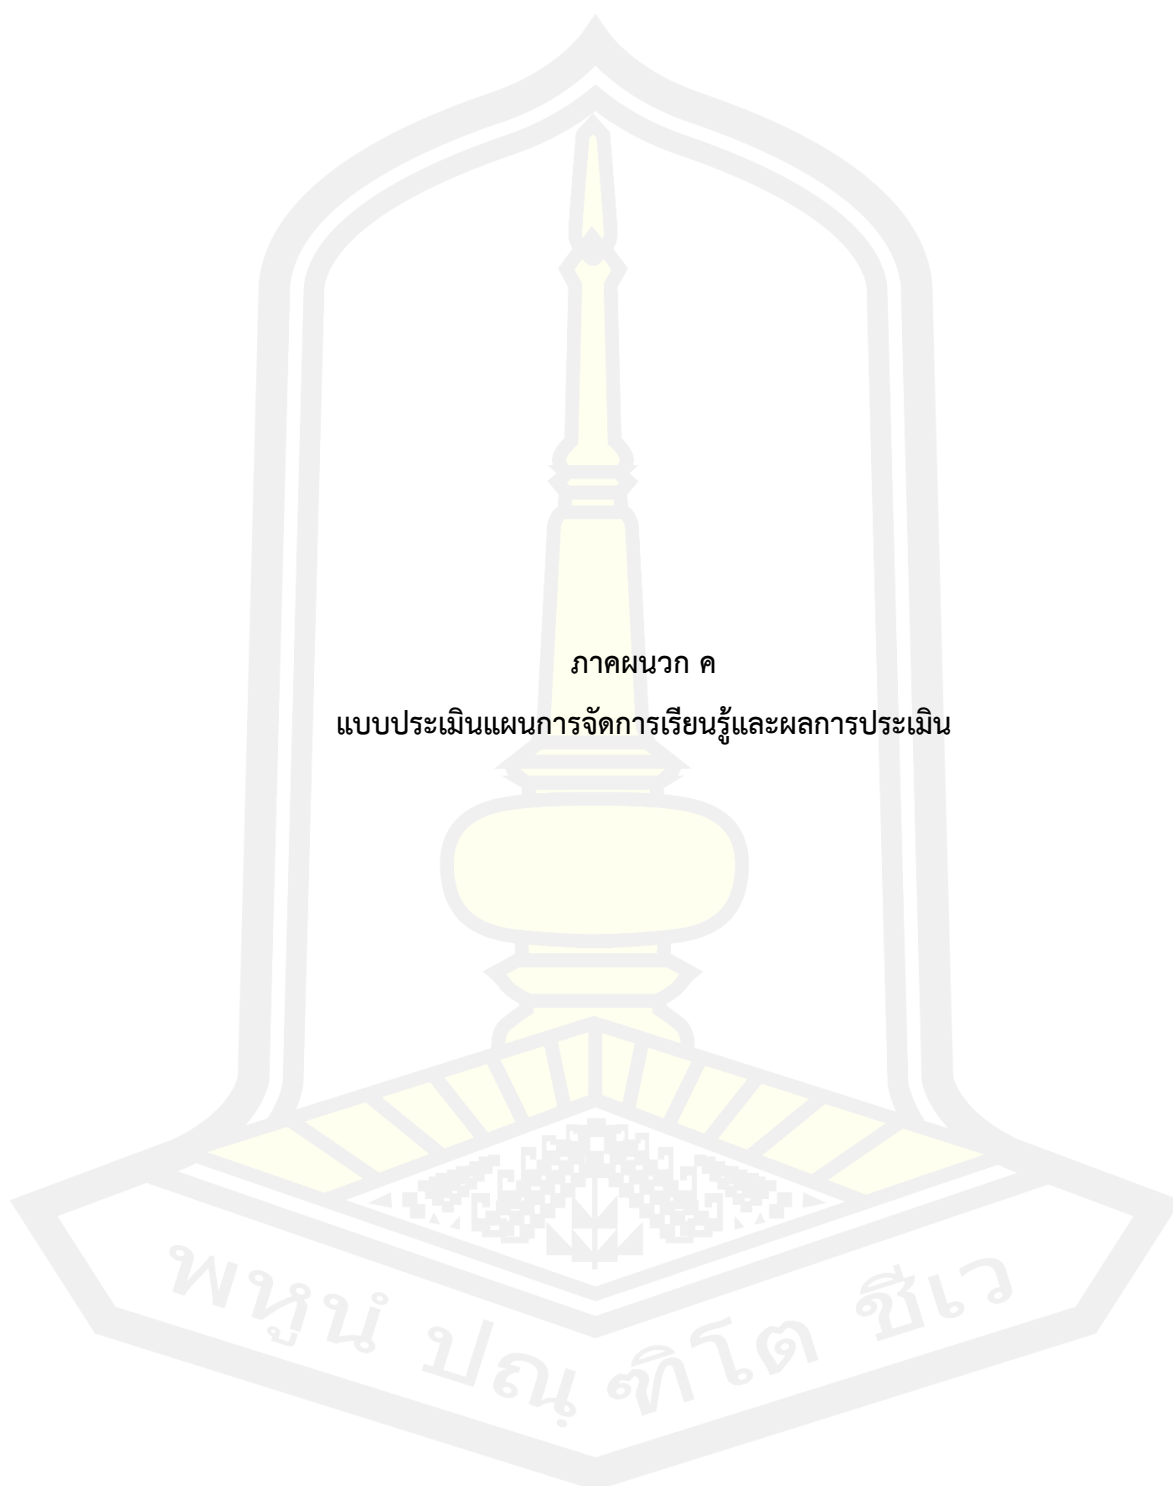 ภาคผนวก ค
แบบประเมินแผนการจัดการเรียนรู้และผลการประเมิน
พหูนํ ปณฺฑิโต ชีเว